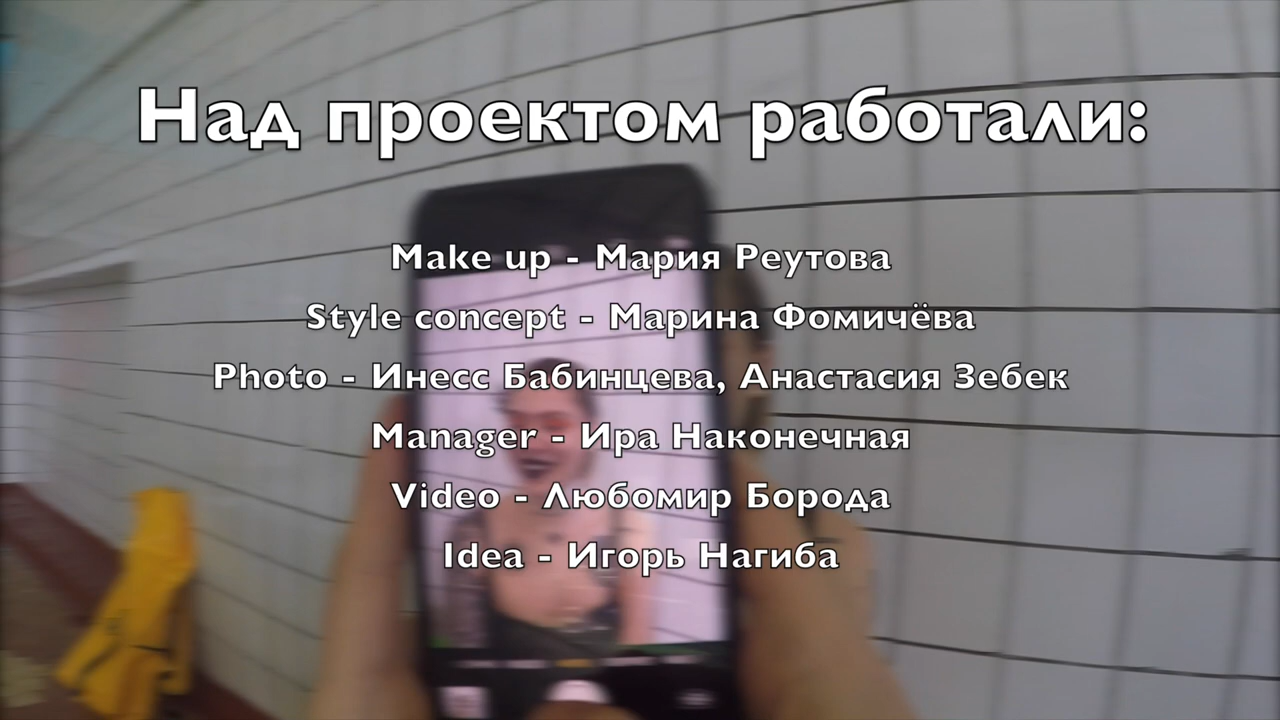 Над проектом работали:
Make up - Мария Реутова
Style concept - Марина Фомичёва
Photo - Инесс Бабинцева, Анастасия Зебек
Manager - Ира Наконечная
Video - Любомир Борода
Idea - Игорь Нагиба